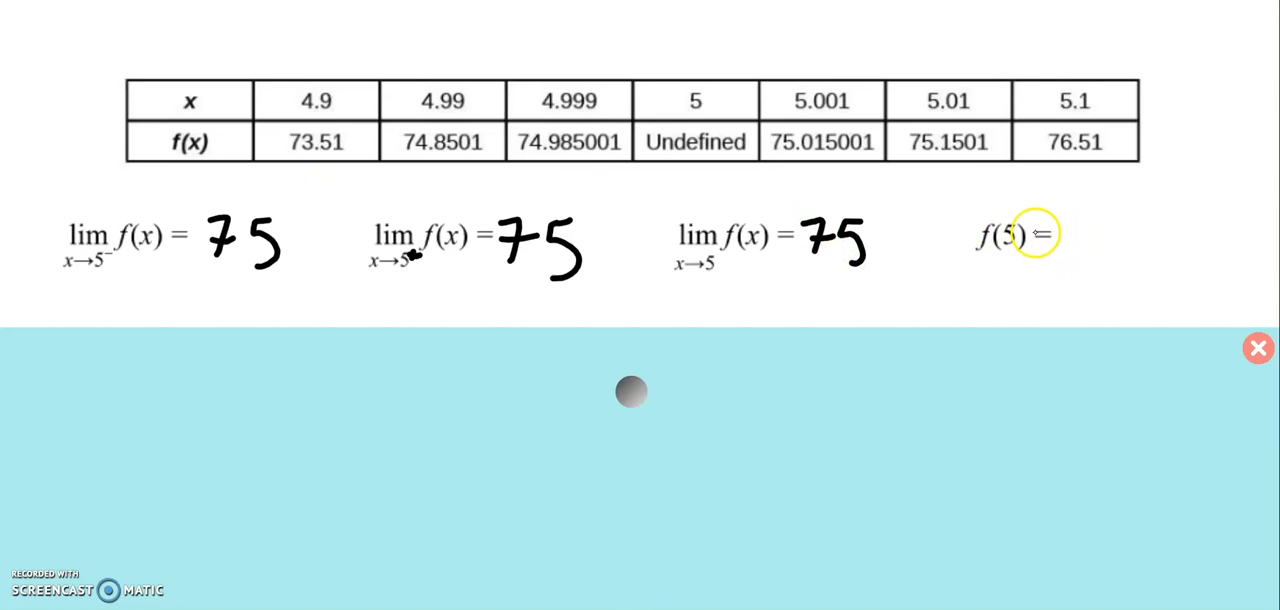 x 4.9 4.99 4.999 5 5.001 5.01 5.1
f(x) 73.51 74.8501 74.985001 Undefined 75.015001 75.1501 76.51
lim f(x) = 75 lim f(x) = 75 lim f(x) = 75 f(5) =
x→5⁻ x→5 x→5
RECORDED WITH
SCREENCAST MATIC